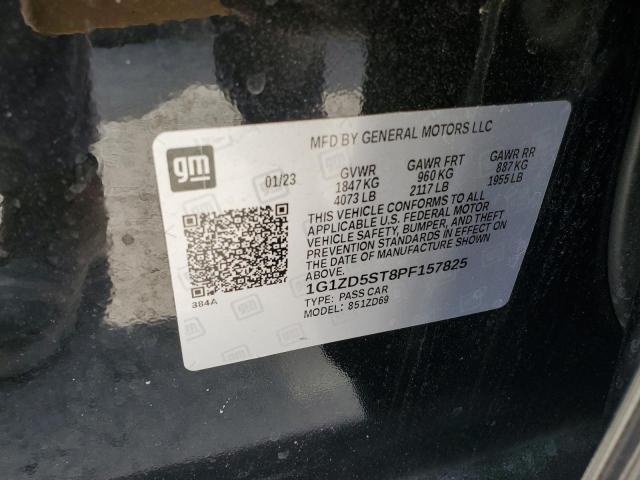 MFD BY GENERAL MOTORS LLC
gm
01/23
GVWR GAWR FRT GAWR RR
1847 KG 960 KG 887 KG
4073 LB 2117 LB 1955 LB
THIS VEHICLE CONFORMS TO ALL
APPLICABLE U.S. FEDERAL MOTOR
VEHICLE SAFETY, BUMPER, AND THEFT
PREVENTION STANDARDS IN EFFECT ON
THE DATE OF MANUFACTURE SHOWN
ABOVE.
384A
1G1ZD5ST8PF157825
TYPE: PASS CAR
MODEL: 851ZD69